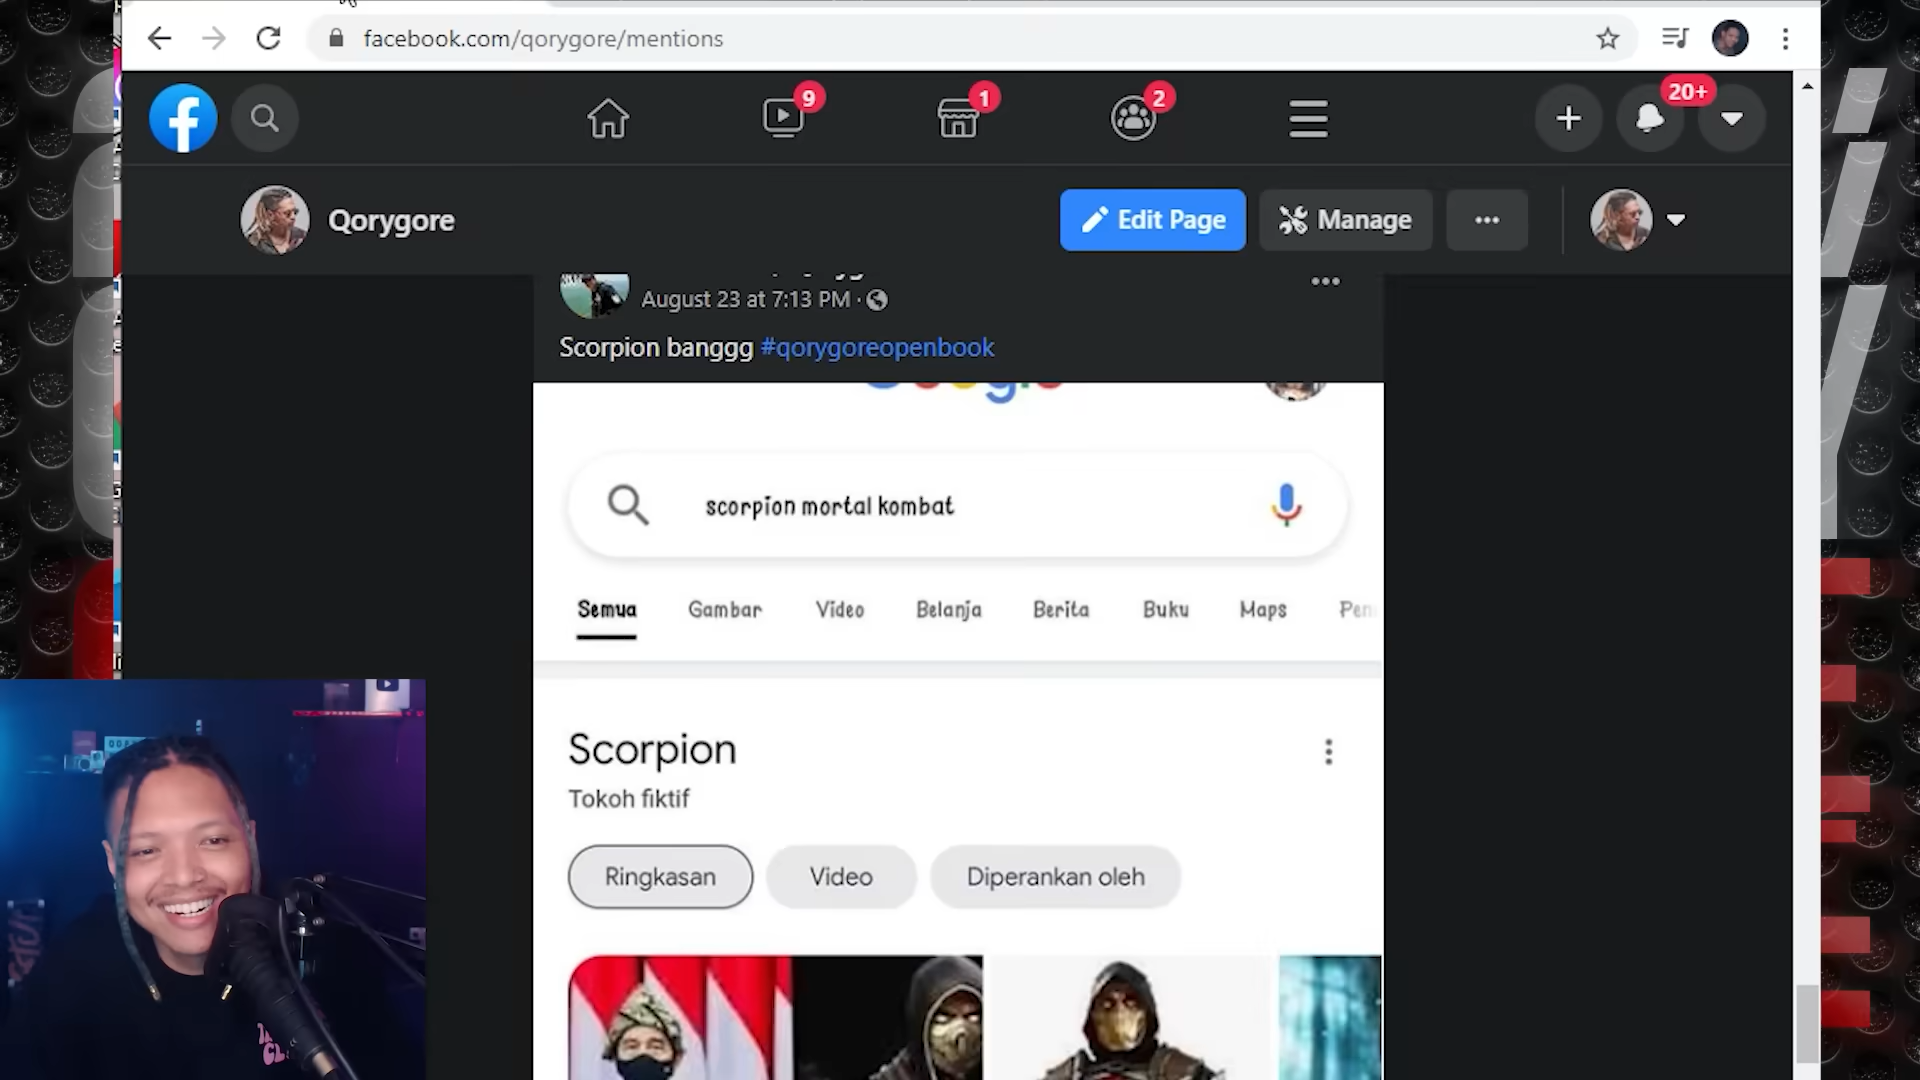 facebook.com/qorygore/mentions
9
1
2
20+
Qorygore
Edit Page
Manage
August 23 at 7:13 PM ·
Scorpion banggg #qorygoreopenbook
scorpion mortal kombat
Semua Gambar Video Belanja Berita Buku Maps
Scorpion
Tokoh fiktif
Ringkasan
Video
Diperankan oleh